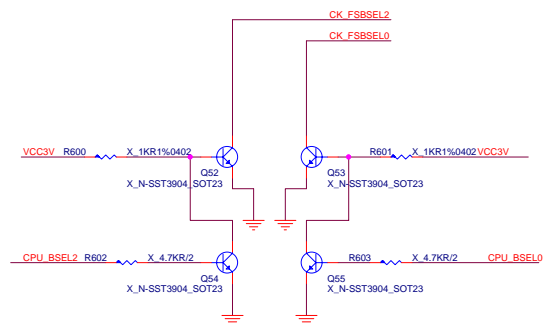 CK_FSBSEL2
CK_FSBSEL0
VCC3V R600 X_1KR1%0402 R601 X_1KR1%0402 VCC3V
Q52 Q53
X_N-SST3904_SOT23 X_N-SST3904_SOT23
CPU_BSEL2 R602 X_4.7KR/2 R603 X_4.7KR/2 CPU_BSEL0
Q54 Q55
X_N-SST3904_SOT23 X_N-SST3904_SOT23